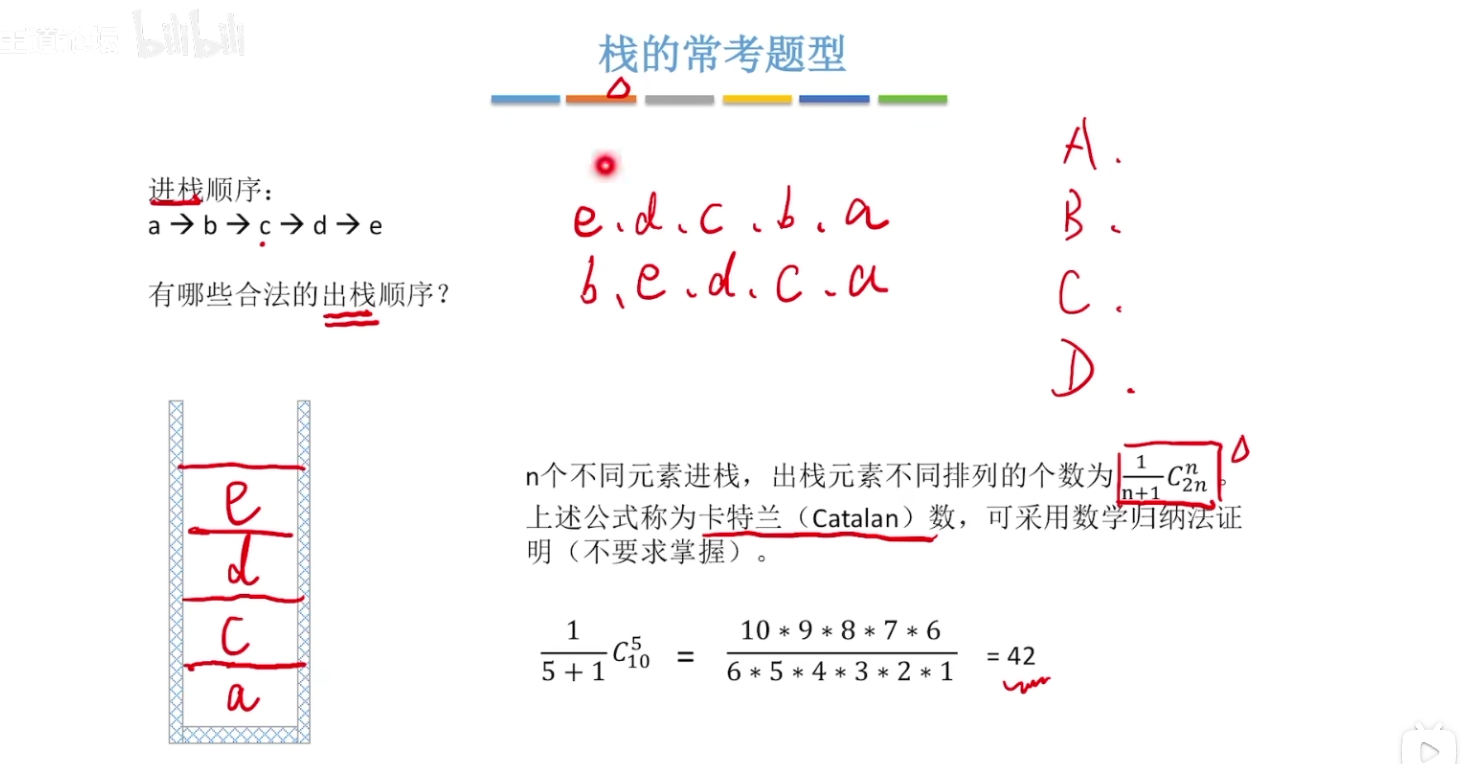 王道论坛 bilibili
栈的常考题型
进栈顺序：
a → b → c → d → e
有哪些合法的出栈顺序？
e、d、c、b、a
b、e、d、c、a
A.
B.
C.
D.
e
d
c
a
n个不同元素进栈，出栈元素不同排列的个数为 \frac{1}{n+1}C_{2n}^{n}。
上述公式称为卡特兰（Catalan）数，可采用数学归纳法证
明（不要求掌握）。
\frac{1}{5+1}C_{10}^{5} = \frac{10*9*8*7*6}{6*5*4*3*2*1} = 42